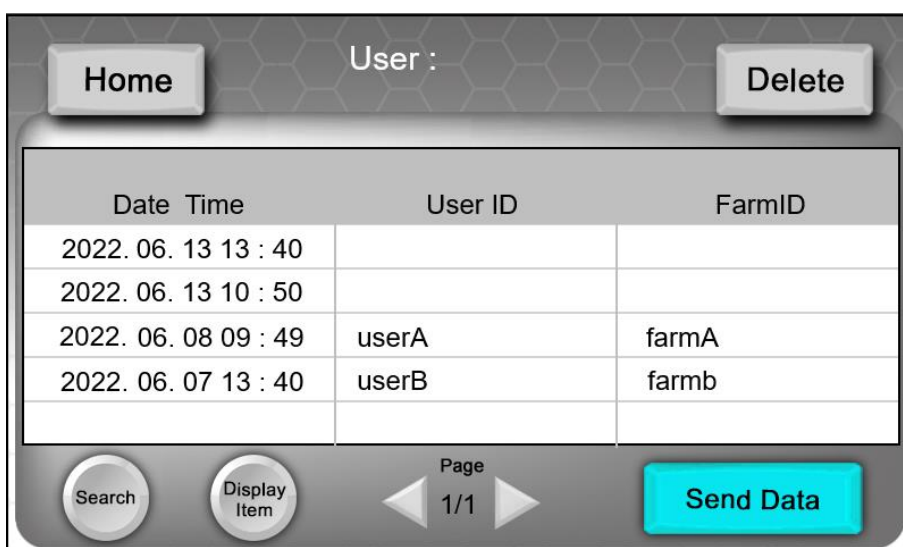 Home
User :
Delete
Date Time
User ID
FarmID
2022. 06. 13 13 : 40
2022. 06. 13 10 : 50
2022. 06. 08 09 : 49 userA farmA
2022. 06. 07 13 : 40 userB farmb
Search
Display
Item
Page
1/1
Send Data